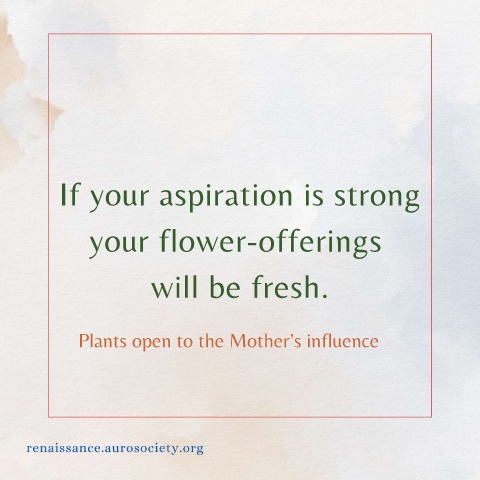 If your aspiration is strong
your flower-offerings
will be fresh.
Plants open to the Mother's influence
renaissance.aurosociety.org